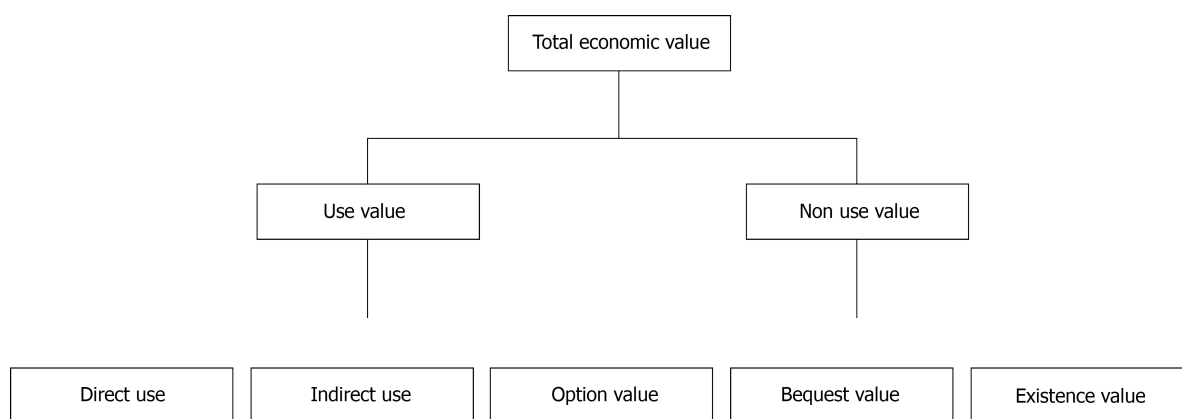 Total economic value
Use value
Non use value
Direct use
Indirect use
Option value
Bequest value
Existence value